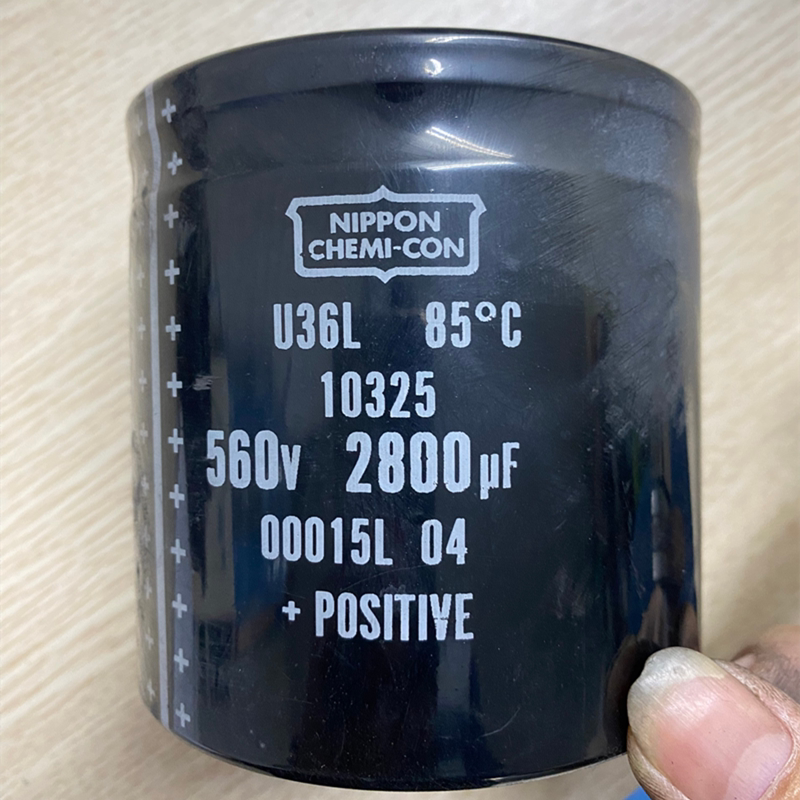 NIPPON
CHEMI-CON
U36L 85°C
10325
560V 2800µF
00015L 04
+ POSITIVE